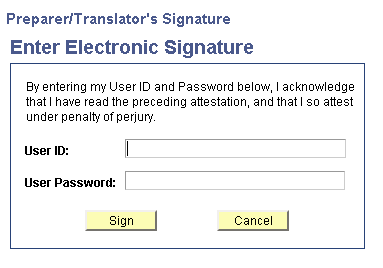 Preparer/Translator's Signature
Enter Electronic Signature
By entering my User ID and Password below, I acknowledge
that I have read the preceding attestation, and that I so attest
under penalty of perjury.
User ID:
User Password:
Sign Cancel